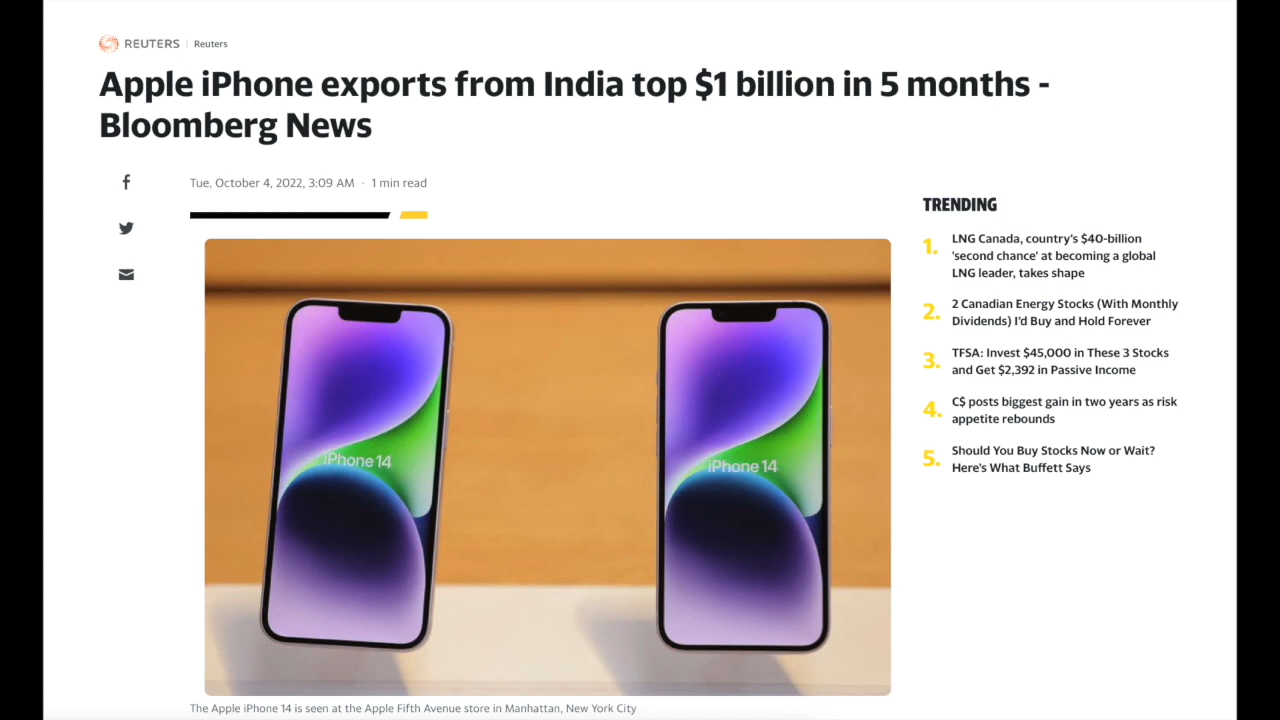 REUTERS | Reuters
Apple iPhone exports from India top $1 billion in 5 months -
Bloomberg News
Tue, October 4, 2022, 3:09 AM · 1 min read
iPhone 14
iPhone 14
The Apple iPhone 14 is seen at the Apple Fifth Avenue store in Manhattan, New York City
TRENDING
1. LNG Canada, country's $40-billion
'second chance' at becoming a global
LNG leader, takes shape
2. 2 Canadian Energy Stocks (With Monthly
Dividends) I'd Buy and Hold Forever
3. TFSA: Invest $45,000 in These 3 Stocks
and Get $2,392 in Passive Income
4. C$ posts biggest gain in two years as risk
appetite rebounds
5. Should You Buy Stocks Now or Wait?
Here's What Buffett Says